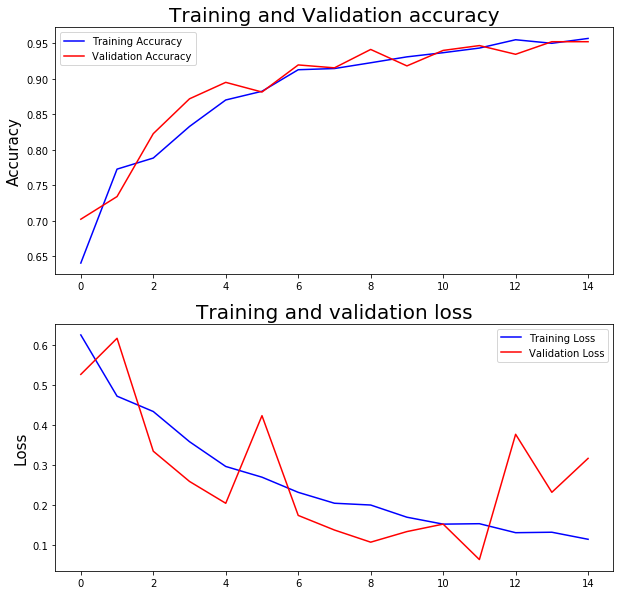 Training and Validation accuracy
Training Accuracy
Validation Accuracy
Accuracy
0.95
0.90
0.85
0.80
0.75
0.70
0.65
0 2 4 6 8 10 12 14
Training and validation loss
Training Loss
Validation Loss
Loss
0.6
0.5
0.4
0.3
0.2
0.1
0 2 4 6 8 10 12 14